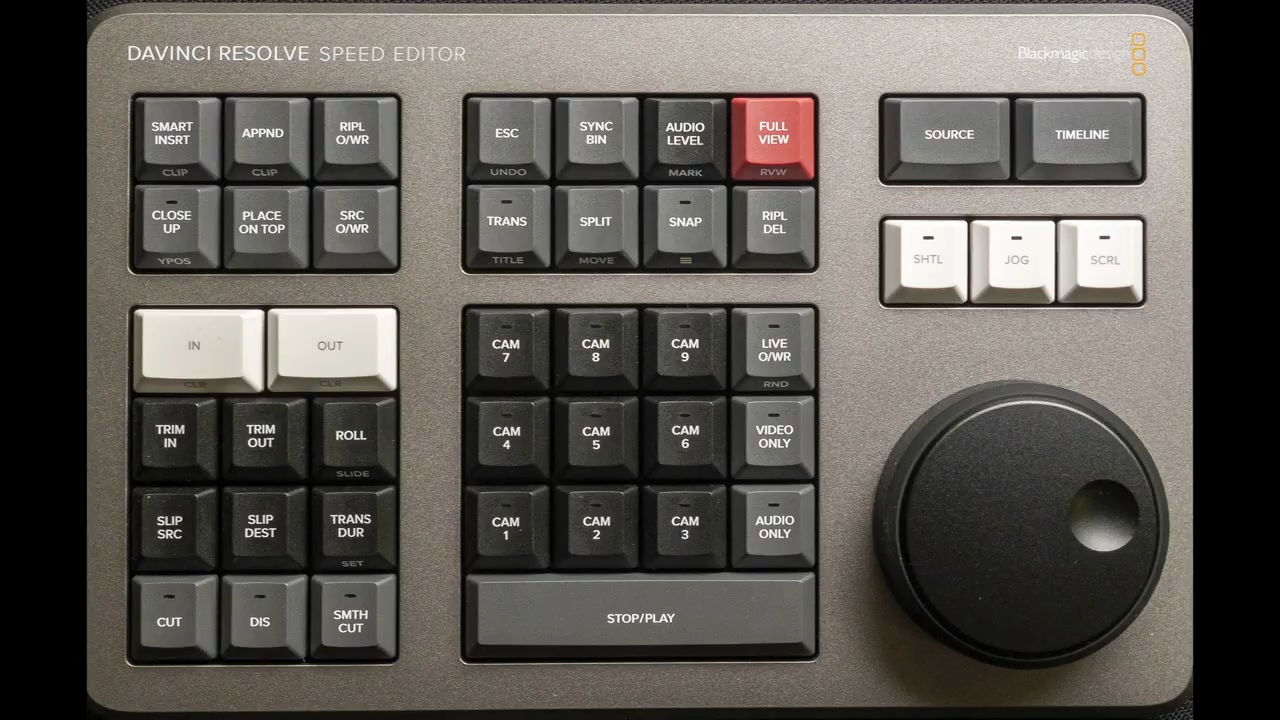 DAVINCI RESOLVE SPEED EDITOR
Blackmagicdesign
SMART
INSRT
CLIP
APPND
CLIP
RIPL
O/WR
CLOSE
UP
YPOS
PLACE
ON TOP
SRC
O/WR
ESC
UNDO
SYNC
BIN
AUDIO
LEVEL
MARK
FULL
VIEW
RVW
TRANS
TITLE
SPLIT
MOVE
SNAP
RIPL
DEL
SOURCE
TIMELINE
SHTL
JOG
SCRL
IN
CLR
OUT
CLR
TRIM
IN
TRIM
OUT
ROLL
SLIDE
SLIP
SRC
SLIP
DEST
TRANS
DUR
SET
CUT
DIS
SMTH
CUT
CAM
7
CAM
8
CAM
9
LIVE
O/WR
RND
CAM
4
CAM
5
CAM
6
VIDEO
ONLY
CAM
1
CAM
2
CAM
3
AUDIO
ONLY
STOP/PLAY